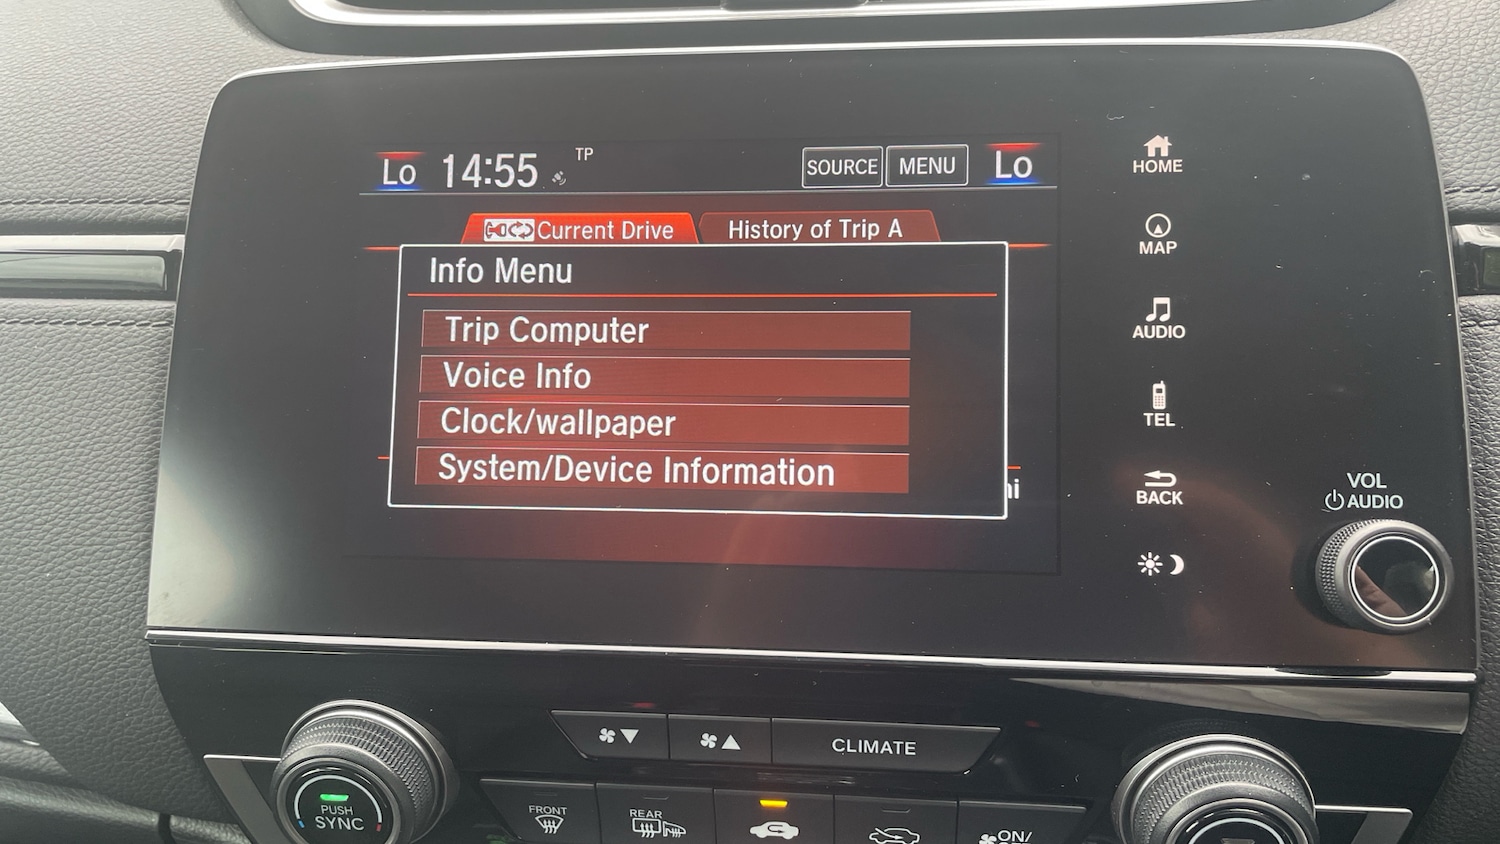 Lo 14:55 TP SOURCE MENU Lo
Current Drive History of Trip A
Info Menu
Trip Computer
Voice Info
Clock/wallpaper
System/Device Information
HOME
MAP
AUDIO
TEL
BACK
VOL
AUDIO
CLIMATE
PUSH
SYNC
FRONT
REAR
ON/